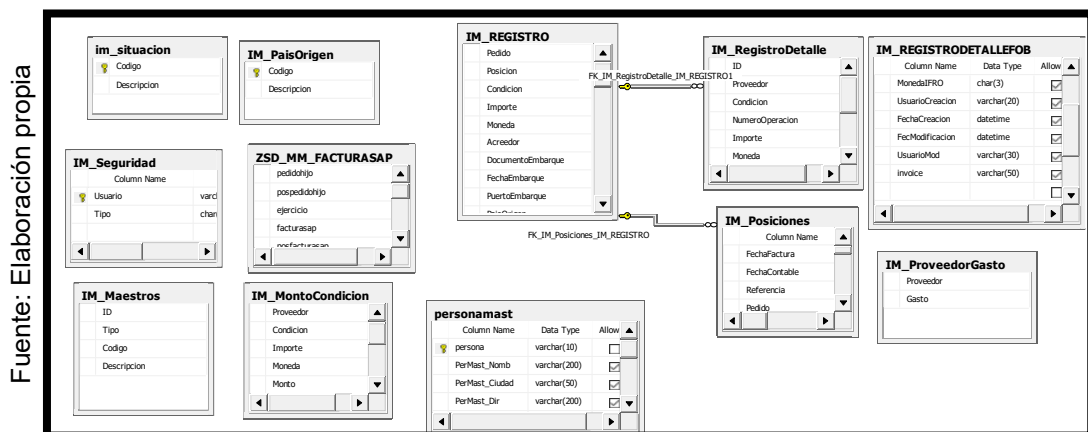 Fuente: Elaboración propia
im_situacion
Codigo
Descripcion
IM_PaisOrigen
Codigo
Descripcion
IM_REGISTRO
Pedido
Posicion
Condicion
Importe
Moneda
Acreedor
DocumentoEmbarque
FechaEmbarque
PuertoEmbarque
PaisOrigen
FK_IM_RegistroDetalle_IM_REGISTRO1
IM_RegistroDetalle
ID
Proveedor
Condicion
NumeroOperacion
Importe
Moneda
IM_REGISTRODETALLEFOB
Column Name Data Type Allow
MonedaIFRO char(3)
UsuarioCreacion varchar(20)
FechaCreacion datetime
FecModificacion datetime
UsuarioMod varchar(30)
invoice varchar(50)
IM_Seguridad
Column Name
Usuario varch
Tipo char
ZSD_MM_FACTURASAP
pedidohijo
pospedidohijo
ejercicio
facturasap
posfacturasap
FK_IM_Posiciones_IM_REGISTRO
IM_Posiciones
Column Name
FechaFactura
FechaContable
Referencia
Pedido
IM_ProveedorGasto
Proveedor
Gasto
IM_Maestros
ID
Tipo
Codigo
Descripcion
IM_MontoCondicion
Proveedor
Condicion
Importe
Moneda
Monto
personamast
Column Name Data Type Allow
persona varchar(10)
PerMast_Nomb varchar(200)
PerMast_Ciudad varchar(50)
PerMast_Dir varchar(200)